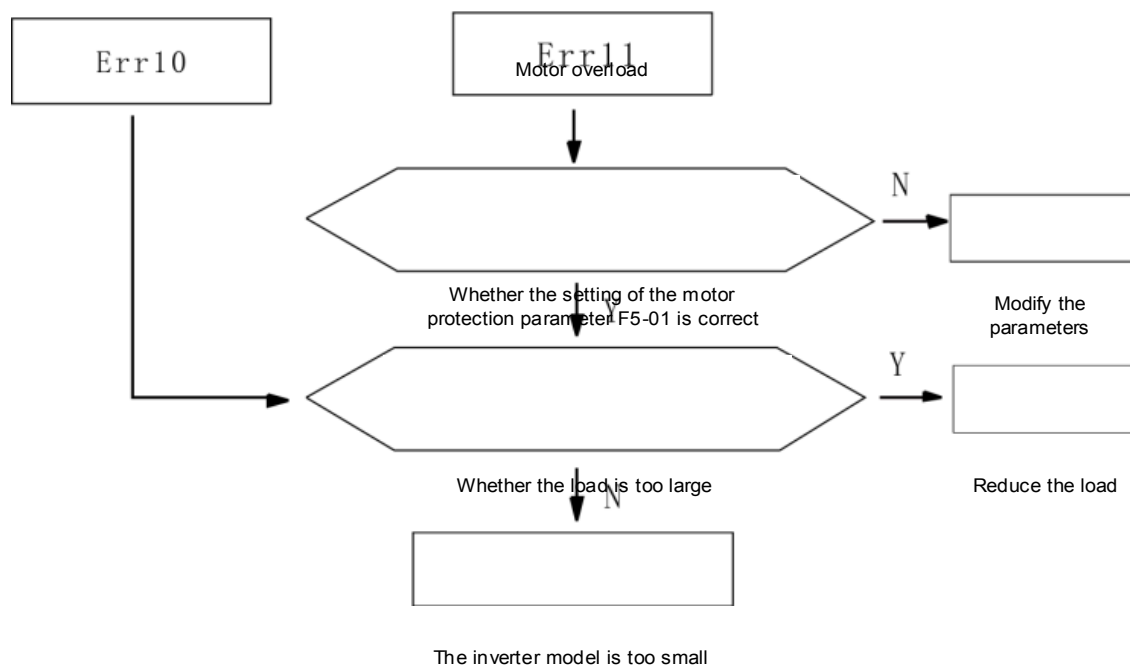 Err10
Err11
Motor overload
N
Whether the setting of the motor
protection parameter F5-01 is correct
Y
Modify the
parameters
Y
Whether the load is too large
N
Reduce the load
The inverter model is too small